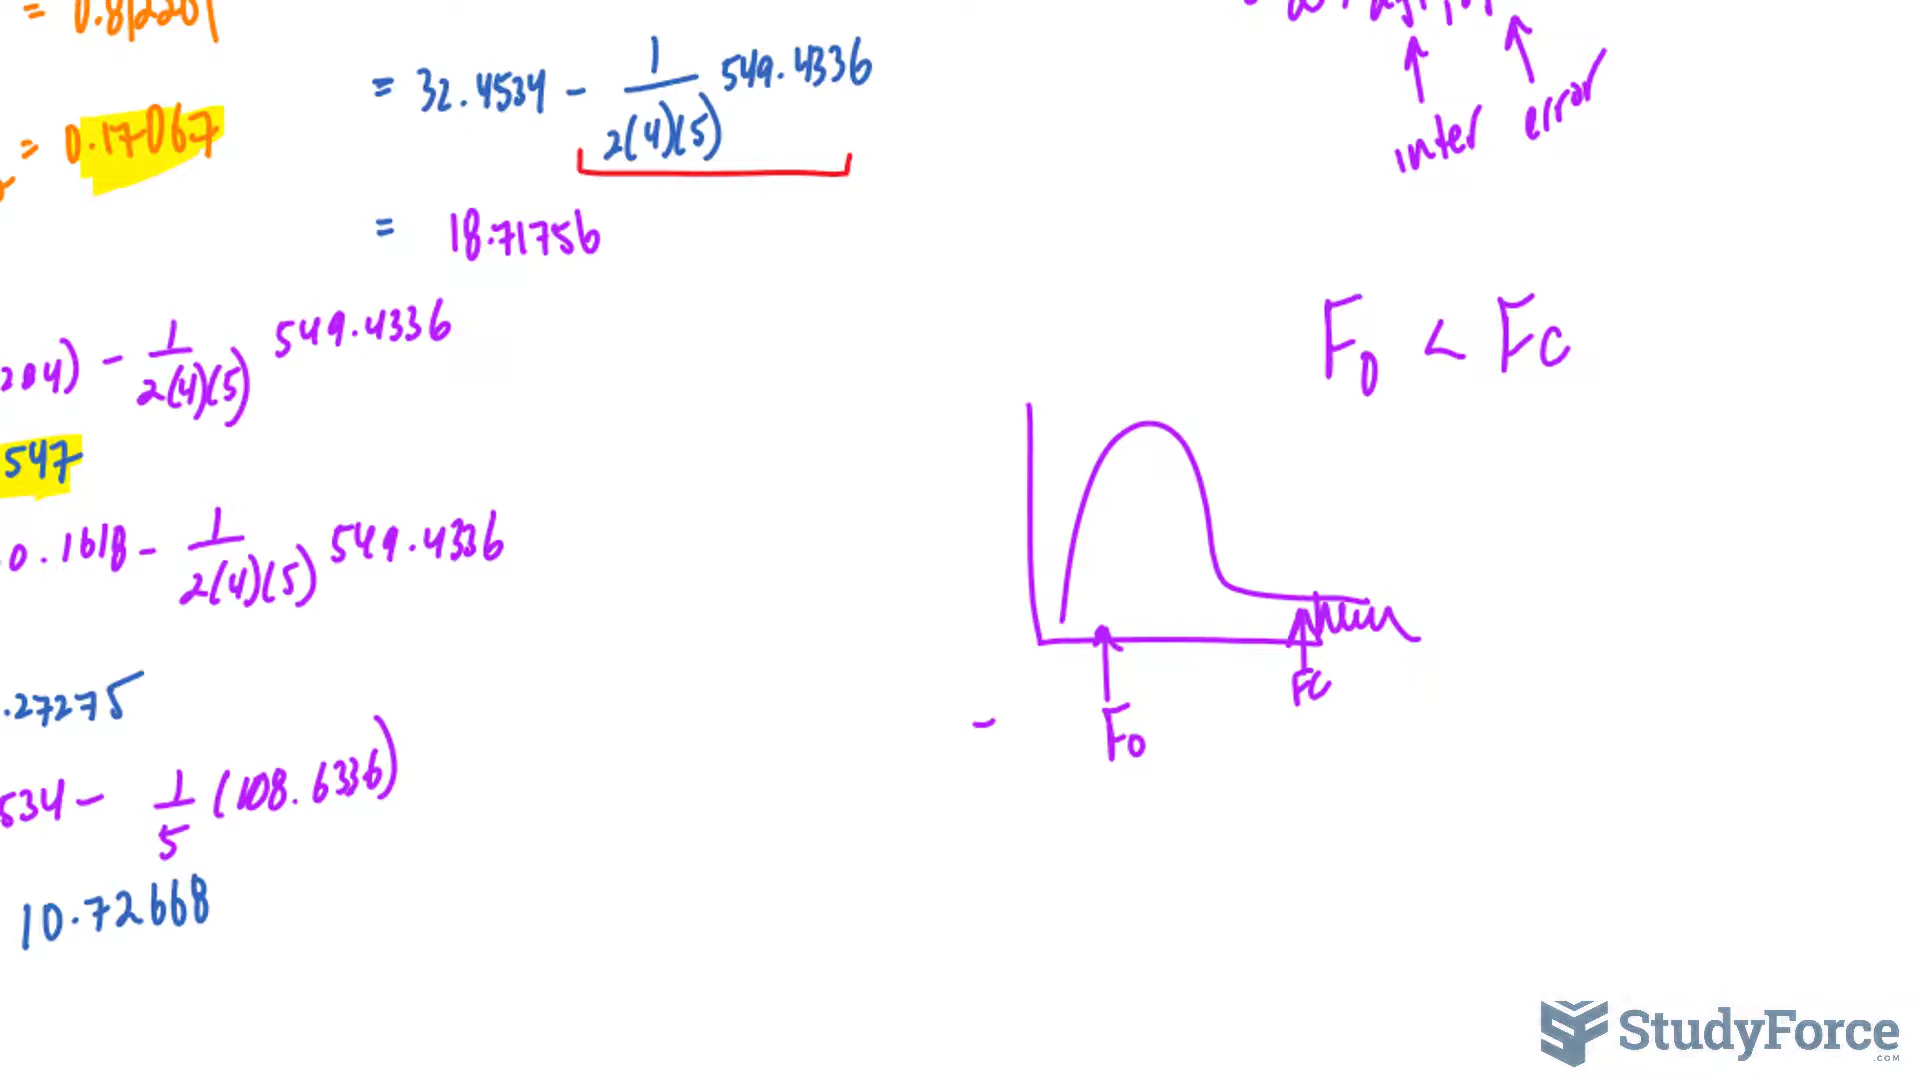 = 32.4534 - 1/2(4)(5) 549.4336
= 0.17067
inter error
= 18.71756
204) - 1/2(4)(5) 549.4336
F0 < Fc
547
0.1618 - 1/2(4)(5) 549.4336
.27275
Fc
F0
534 - 1/5 (108.6336)
10.72668
StudyForce
.COM